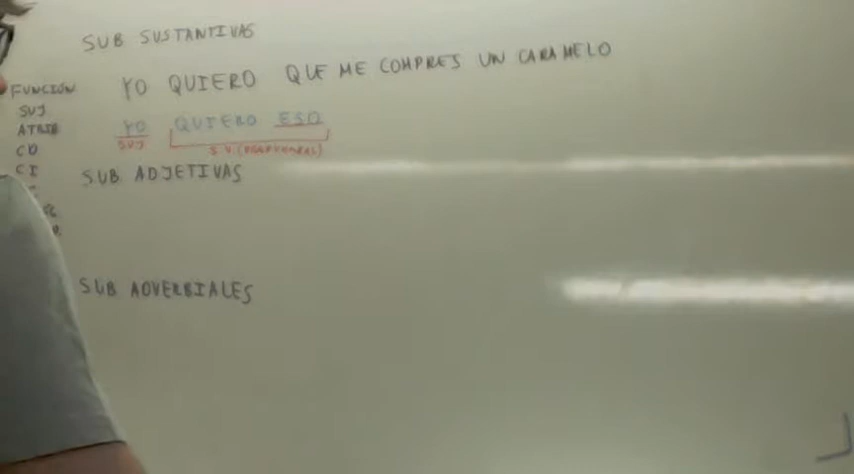 SUB SUSTANTIVAS
YO QUIERO QUE ME COMPRES UN CARAMELO
YO QUIERO ESO
SUJ
SUB ADJETIVAS
SUB ADVERBIALES
FUNCIÓN
SUJ
ATRIB
CD
CI